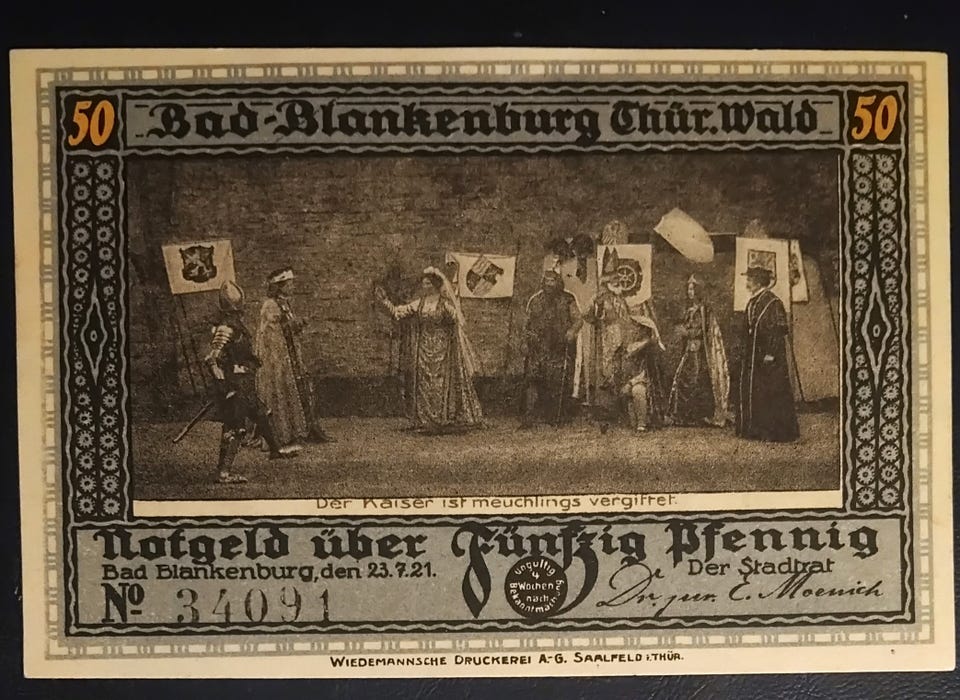 50 Bad-Blankenburg Thür. Wald 50
Der Kaiser ist meuchlings vergiftet.
Notgeld über Fünfzig Pfennig
Bad Blankenburg, den 23.7.21.
Der Stadtrat
No 34091
ungültig
4
Wochen
nach
Bekanntmachung
Dr. jur. E. Moenich
WIEDEMANNSCHE DRUCKEREI A.-G. SAALFELD i. THÜR.